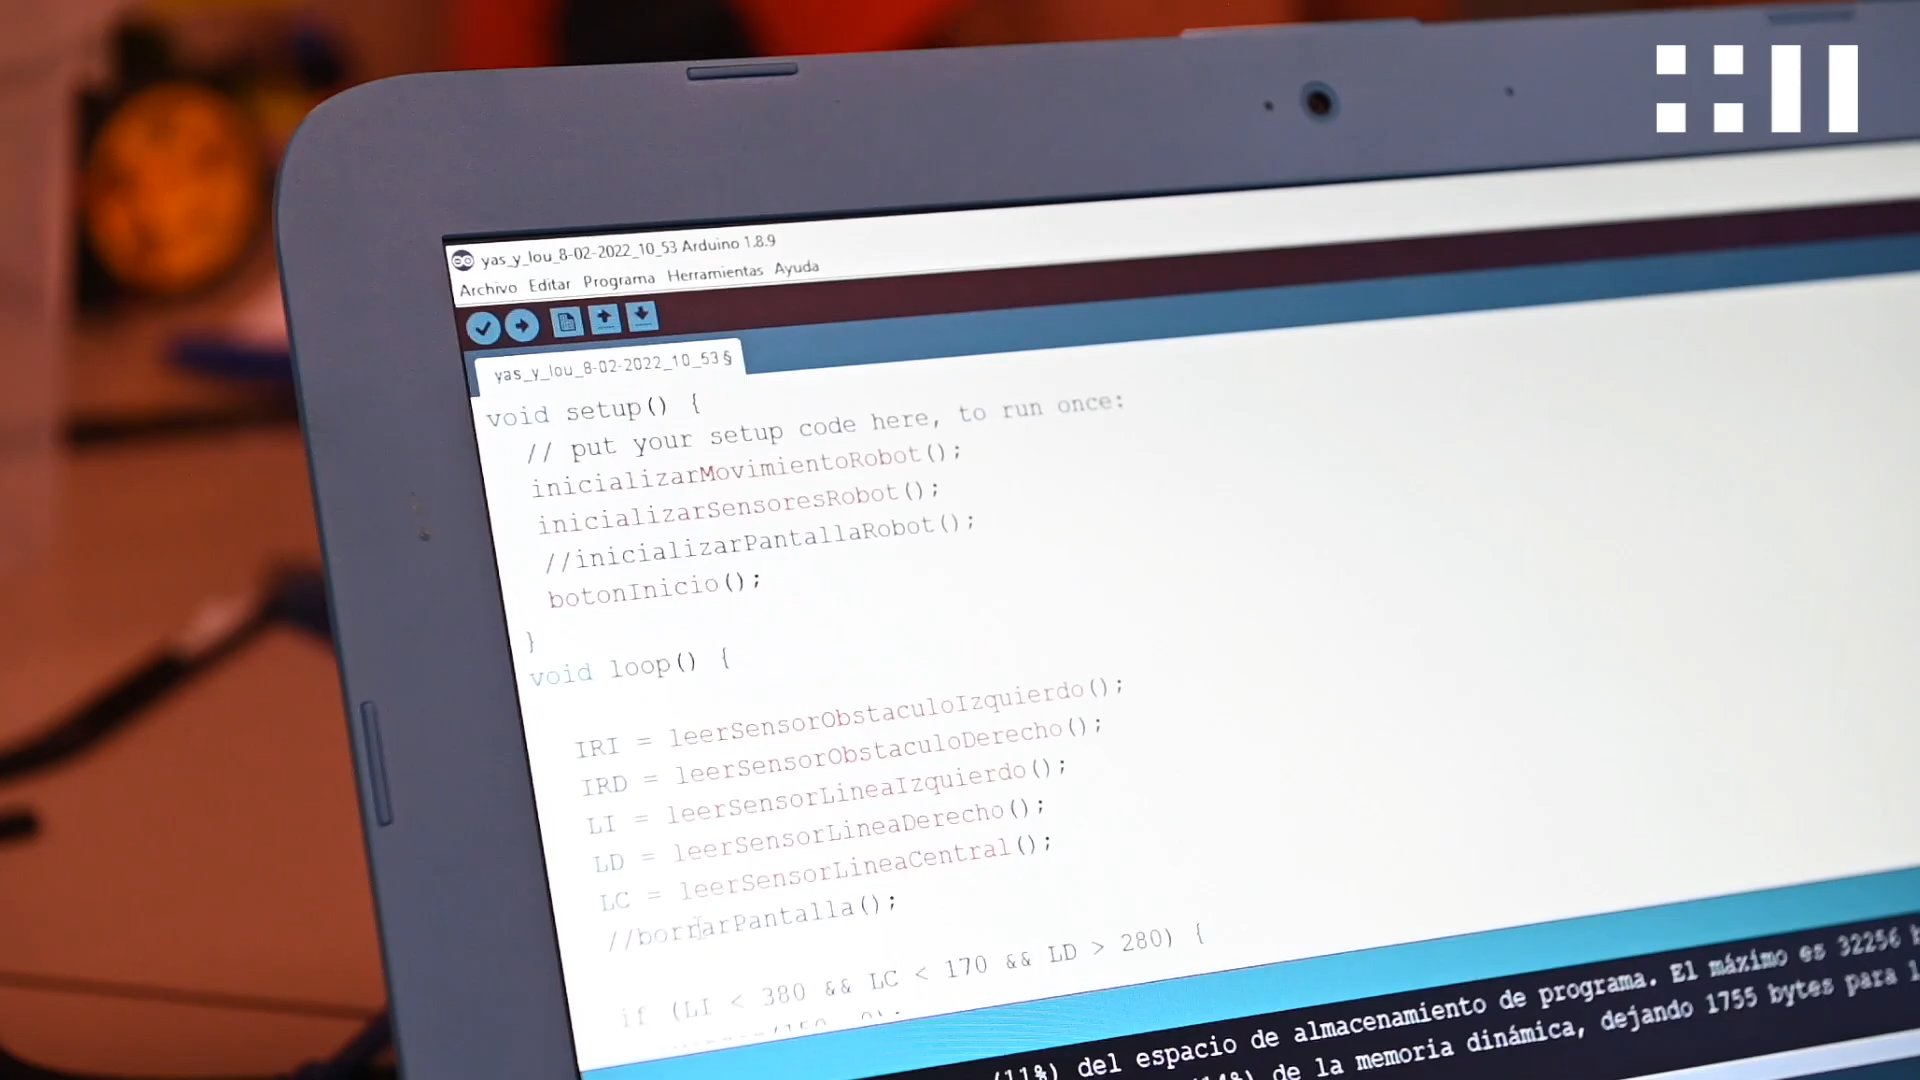 yas_y_lou_8-02-2022_10_53 Arduino 1.8.9
Archivo Editar Programa Herramientas Ayuda
yas_y_lou_8-02-2022_10_53 §
void setup() {
// put your setup code here, to run once:
inicializarMovimientoRobot();
inicializarSensoresRobot();
//inicializarPantallaRobot();
botonInicio();
}
void loop() {
IRI = leerSensorObstaculoIzquierdo();
IRD = leerSensorObstaculoDerecho();
LI = leerSensorLineaIzquierdo();
LD = leerSensorLineaDerecho();
LC = leerSensorLineaCentral();
//borrarPantalla();
if (LI < 380 && LC < 170 && LD > 280) {
(11%) del espacio de almacenamiento de programa. El máximo es 32256
(14%) de la memoria dinámica, dejando 1755 bytes para